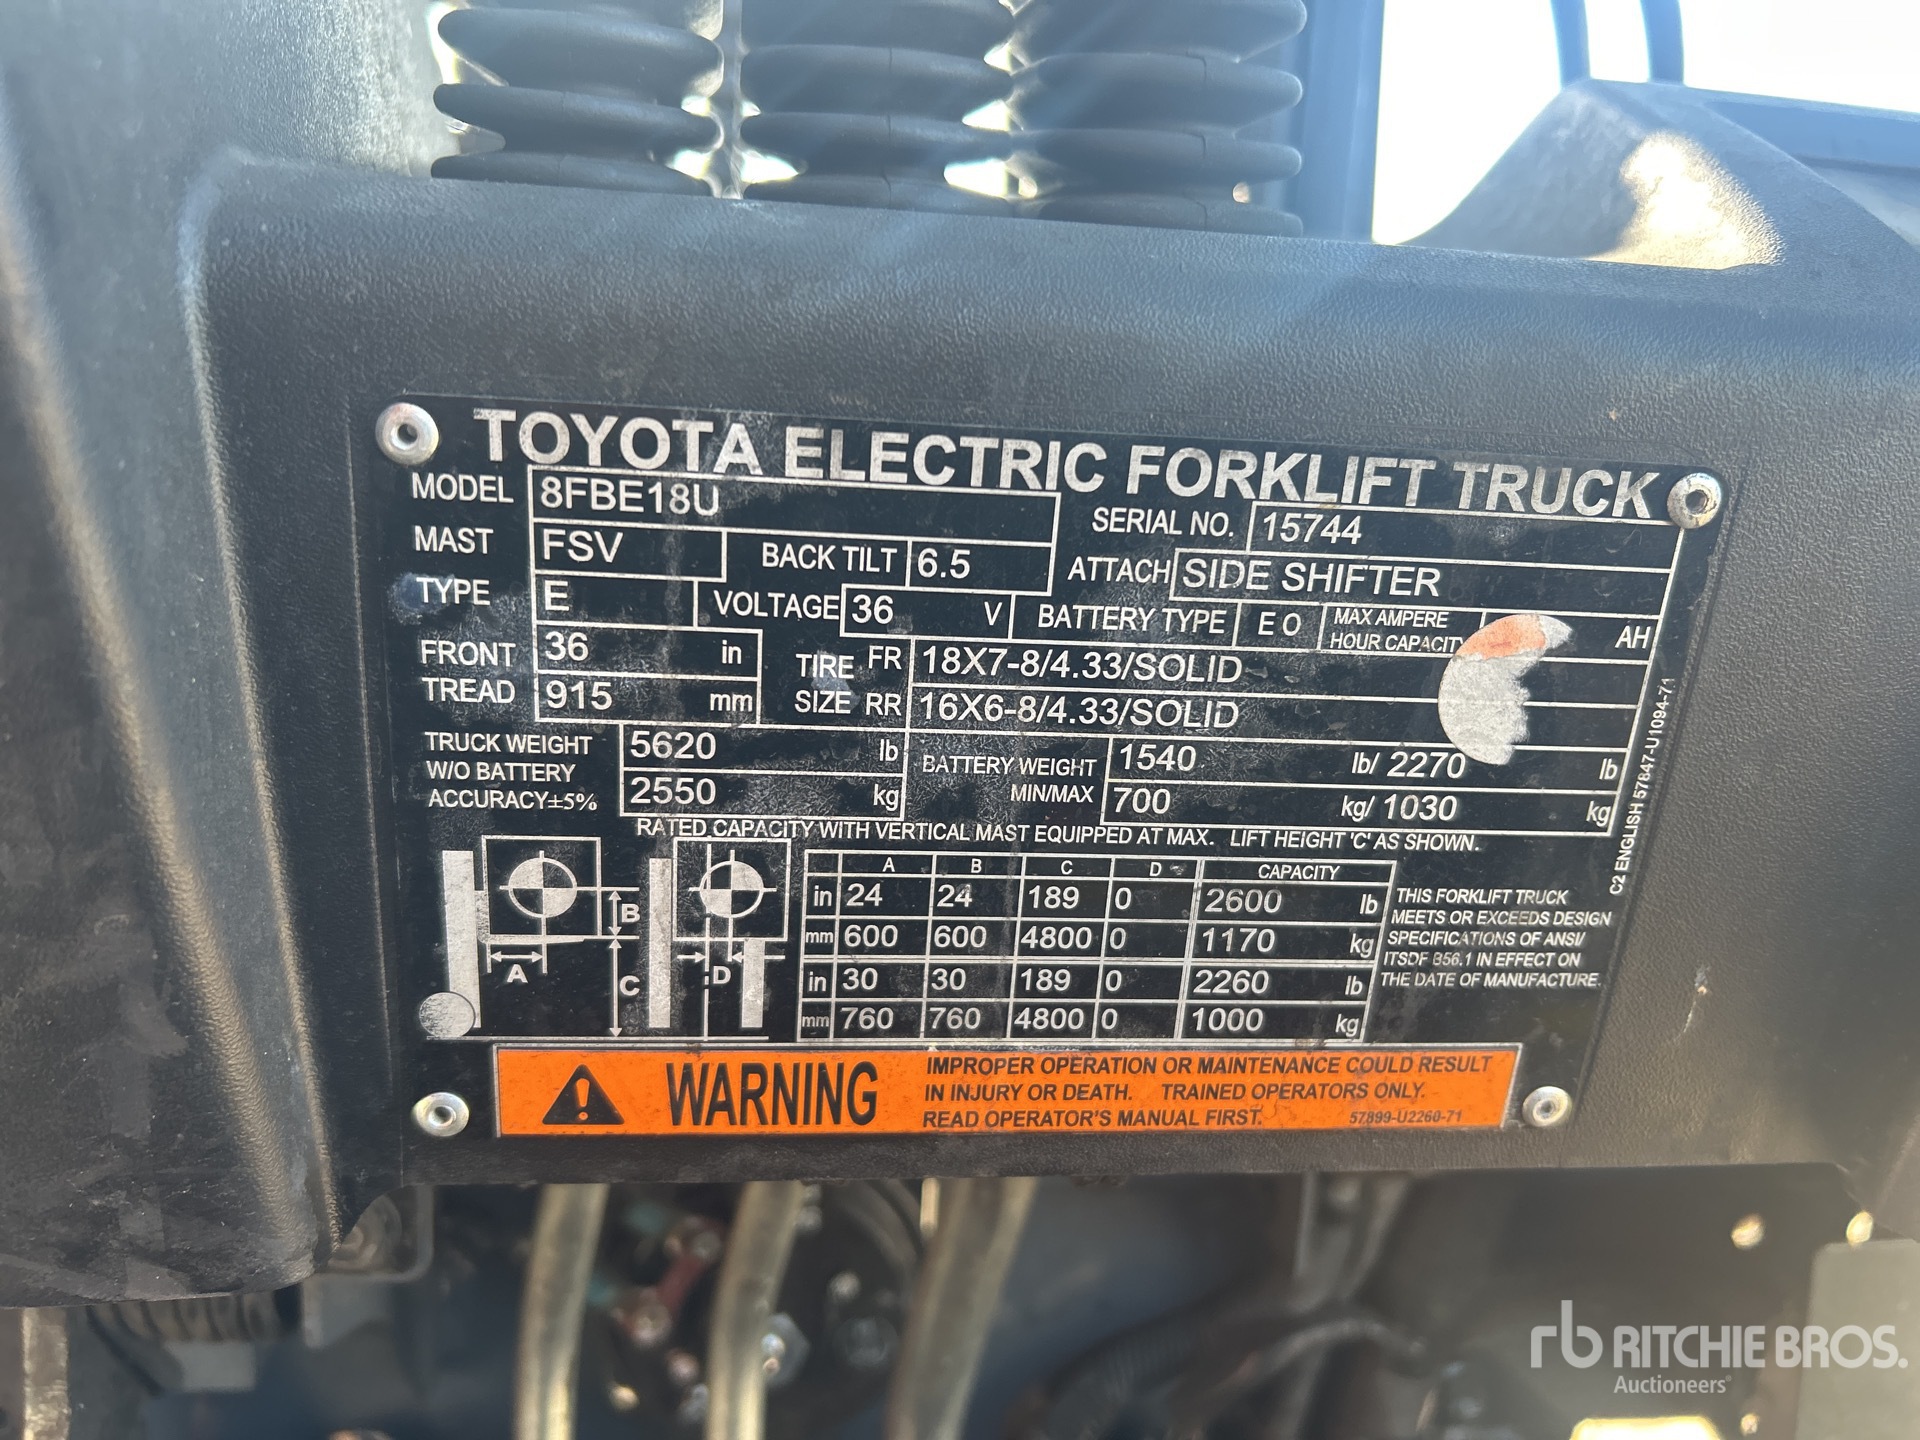 TOYOTA ELECTRIC FORKLIFT TRUCK
MODEL 8FBE18U SERIAL NO. 15744
MAST FSV BACK TILT 6.5 ATTACH SIDE SHIFTER
TYPE E VOLTAGE 36 V BATTERY TYPE E O MAX AMPERE HOUR CAPACITY AH
FRONT TREAD 36 in TIRE SIZE FR 18X7-8/4.33/SOLID
915 mm RR 16X6-8/4.33/SOLID
TRUCK WEIGHT W/O BATTERY ACCURACY±5% 5620 lb BATTERY WEIGHT MIN/MAX 1540 lb/ 2270 lb
2550 kg 700 kg/ 1030 kg
RATED CAPACITY WITH VERTICAL MAST EQUIPPED AT MAX. LIFT HEIGHT 'C' AS SHOWN.
A B C D CAPACITY
in 24 24 189 0 2600 lb
mm 600 600 4800 0 1170 kg
in 30 30 189 0 2260 lb
mm 760 760 4800 0 1000 kg
B
A
C
D
THIS FORKLIFT TRUCK
MEETS OR EXCEEDS DESIGN
SPECIFICATIONS OF ANSI/
ITSDF B56.1 IN EFFECT ON
THE DATE OF MANUFACTURE.
C2 ENGLISH 57847-U1094-71
WARNING
IMPROPER OPERATION OR MAINTENANCE COULD RESULT
IN INJURY OR DEATH. TRAINED OPERATORS ONLY.
READ OPERATOR'S MANUAL FIRST. 57899-U2260-71
rb RITCHIE BROS.
Auctioneers